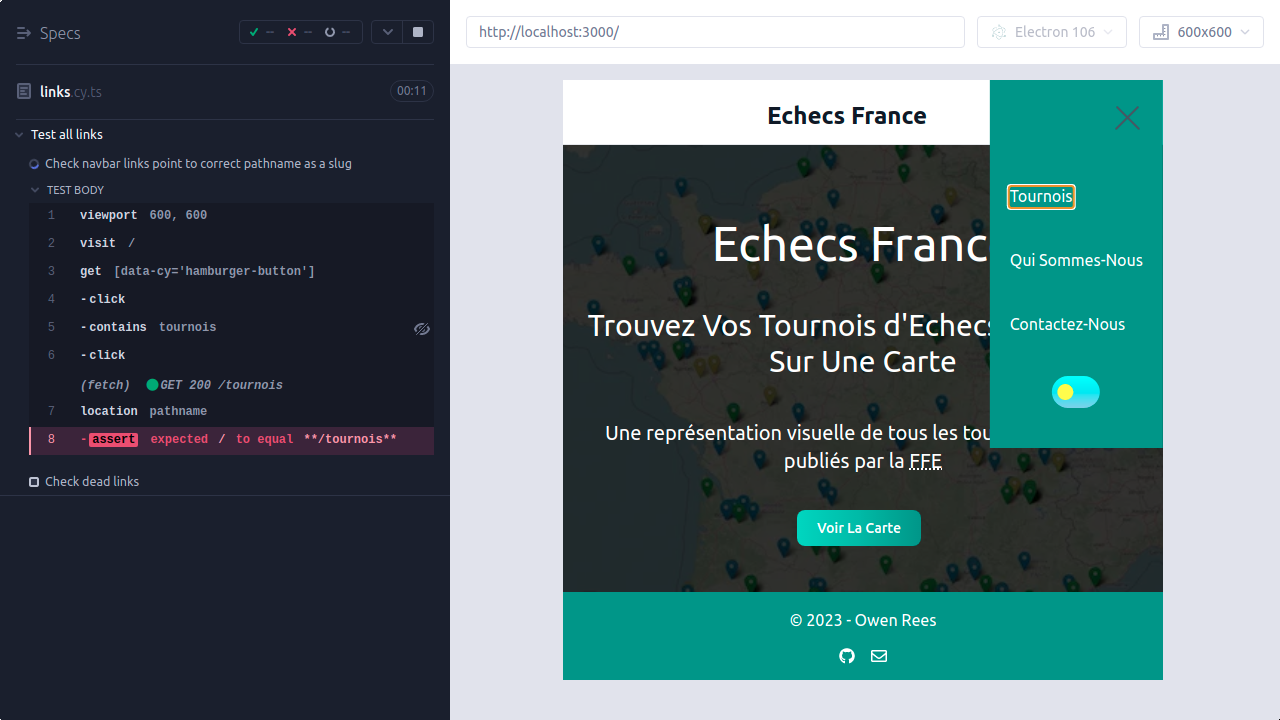 Specs
--
--
--
links.cy.ts
00:11
Test all links
Check navbar links point to correct pathname as a slug
TEST BODY
1 viewport 600, 600
2 visit /
3 get [data-cy='hamburger-button']
4 -click
5 -contains tournois
6 -click
(fetch) GET 200 /tournois
7 location pathname
8 -assert expected / to equal **/tournois**
Check dead links
http://localhost:3000/
Electron 106
600x600
Echecs France
Tournois
Qui Sommes-Nous
Contactez-Nous
Echecs Franc
Trouvez Vos Tournois d'Echecs
Sur Une Carte
Une représentation visuelle de tous les tou
publiés par la FFE
Voir La Carte
© 2023 - Owen Rees